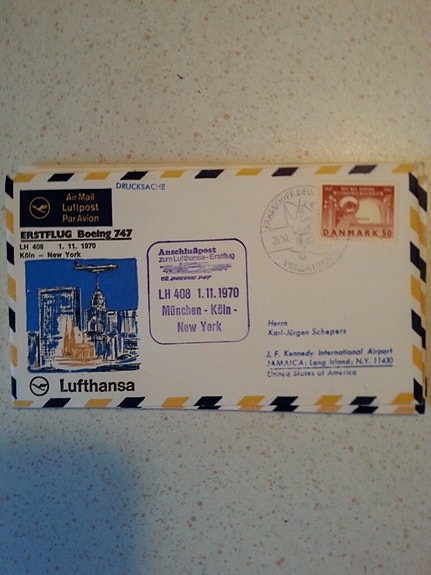 Air Mail
Luftpost
Par Avion
DRUCKSACHE
ERSTFLUG Boeing 747
LH 408 1. 11. 1970
Köln - New York
Lufthansa
Anschlußpost
zum Lufthansa-Erstflug
BOEING 747
LH 408 1.11.1970
München - Köln -
New York
DANMARK 50
Herrn
Karl-Jürgen Schepers
J. F. Kennedy International Airport
JAMAICA, Long Island, N.Y. 11430
United States of America